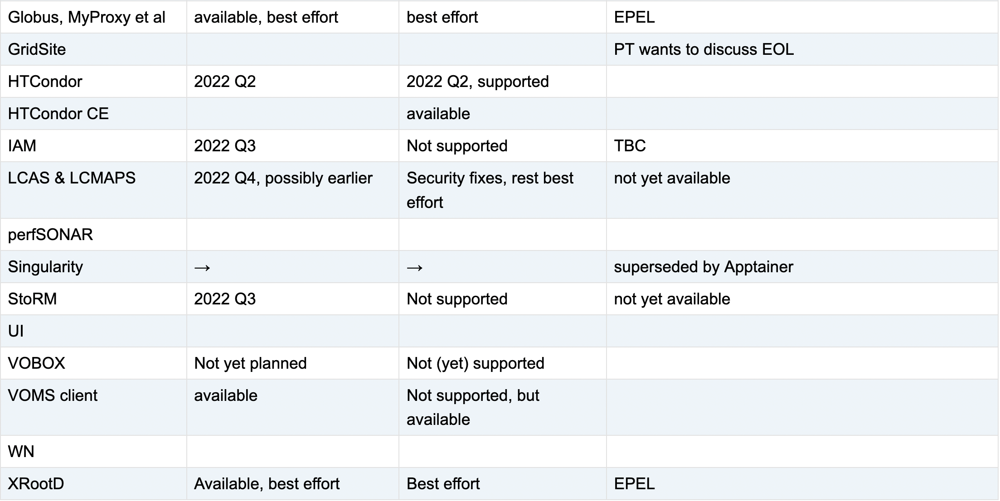 Globus, MyProxy et al available, best effort best effort EPEL
GridSite PT wants to discuss EOL
HTCondor 2022 Q2 2022 Q2, supported
HTCondor CE available
IAM 2022 Q3 Not supported TBC
LCAS & LCMAPS 2022 Q4, possibly earlier Security fixes, rest best not yet available
effort
perfSONAR
Singularity → → superseded by Apptainer
StoRM 2022 Q3 Not supported not yet available
UI
VOBOX Not yet planned Not (yet) supported
VOMS client available Not supported, but
available
WN
XRootD Available, best effort Best effort EPEL